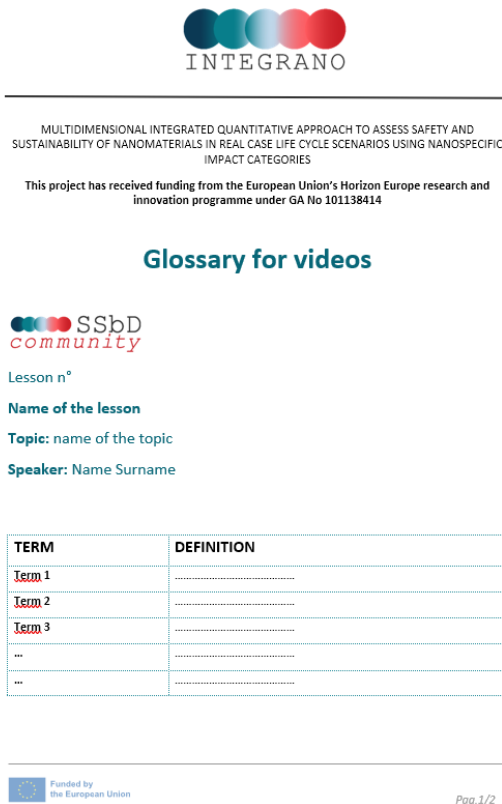 INTEGRANO
MULTIDIMENSIONAL INTEGRATED QUANTITATIVE APPROACH TO ASSESS SAFETY AND
SUSTAINABILITY OF NANOMATERIALS IN REAL CASE LIFE CYCLE SCENARIOS USING NANOSPECIFIC
IMPACT CATEGORIES
This project has received funding from the European Union's Horizon Europe research and
innovation programme under GA No 101138414
Glossary for videos
SSbD
community
Lesson n°
Name of the lesson
Topic: name of the topic
Speaker: Name Surname
TERM DEFINITION
Term 1 ............................................
Term 2 ............................................
Term 3 ............................................
... ............................................
... ............................................
Funded by
the European Union
Pag.1/2